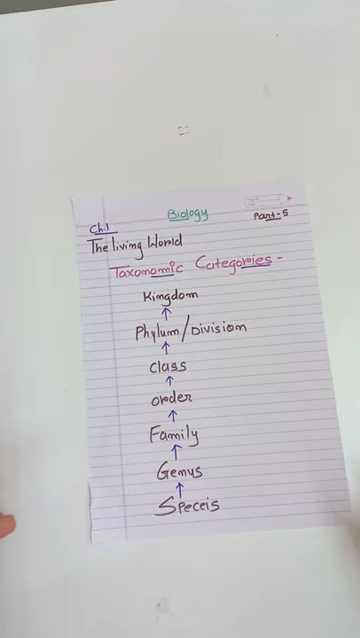 Biology
Part-5
Ch.1
The living World
Taxonomic Categories -
Kingdom
↑
Phylum/Division
↑
Class
↑
order
↑
Family
↑
Genus
↑
Speceis